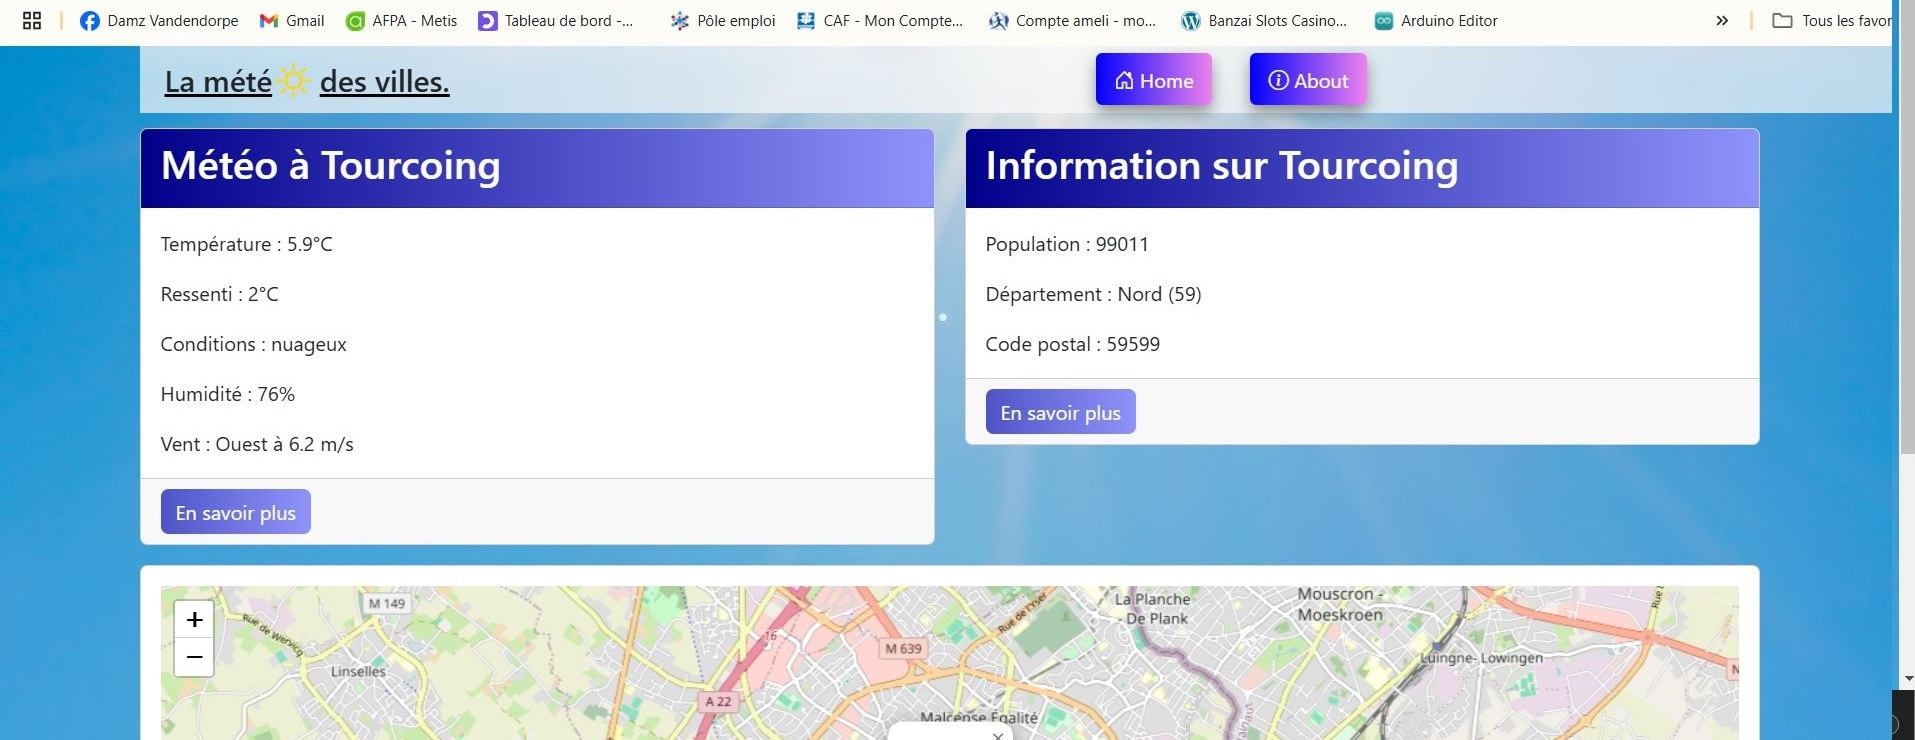 Damz Vandendorpe Gmail AFPA - Metis Tableau de bord -... Pôle emploi CAF - Mon Compte... Compte ameli - mo... Banzai Slots Casino... Arduino Editor » Tous les favor
La mété des villes. Home About
Météo à Tourcoing
Température : 5.9°C
Ressenti : 2°C
Conditions : nuageux
Humidité : 76%
Vent : Ouest à 6.2 m/s
En savoir plus
Information sur Tourcoing
Population : 99011
Département : Nord (59)
Code postal : 59599
En savoir plus
+
−
M 149
Rue de Wervicq
Linselles
16
M 639
A 22
Rue de l'Yser
La Planche
- De Plank
Mouscron -
Moeskroen
Luingne- Lowingen
Malcense Égalité
×